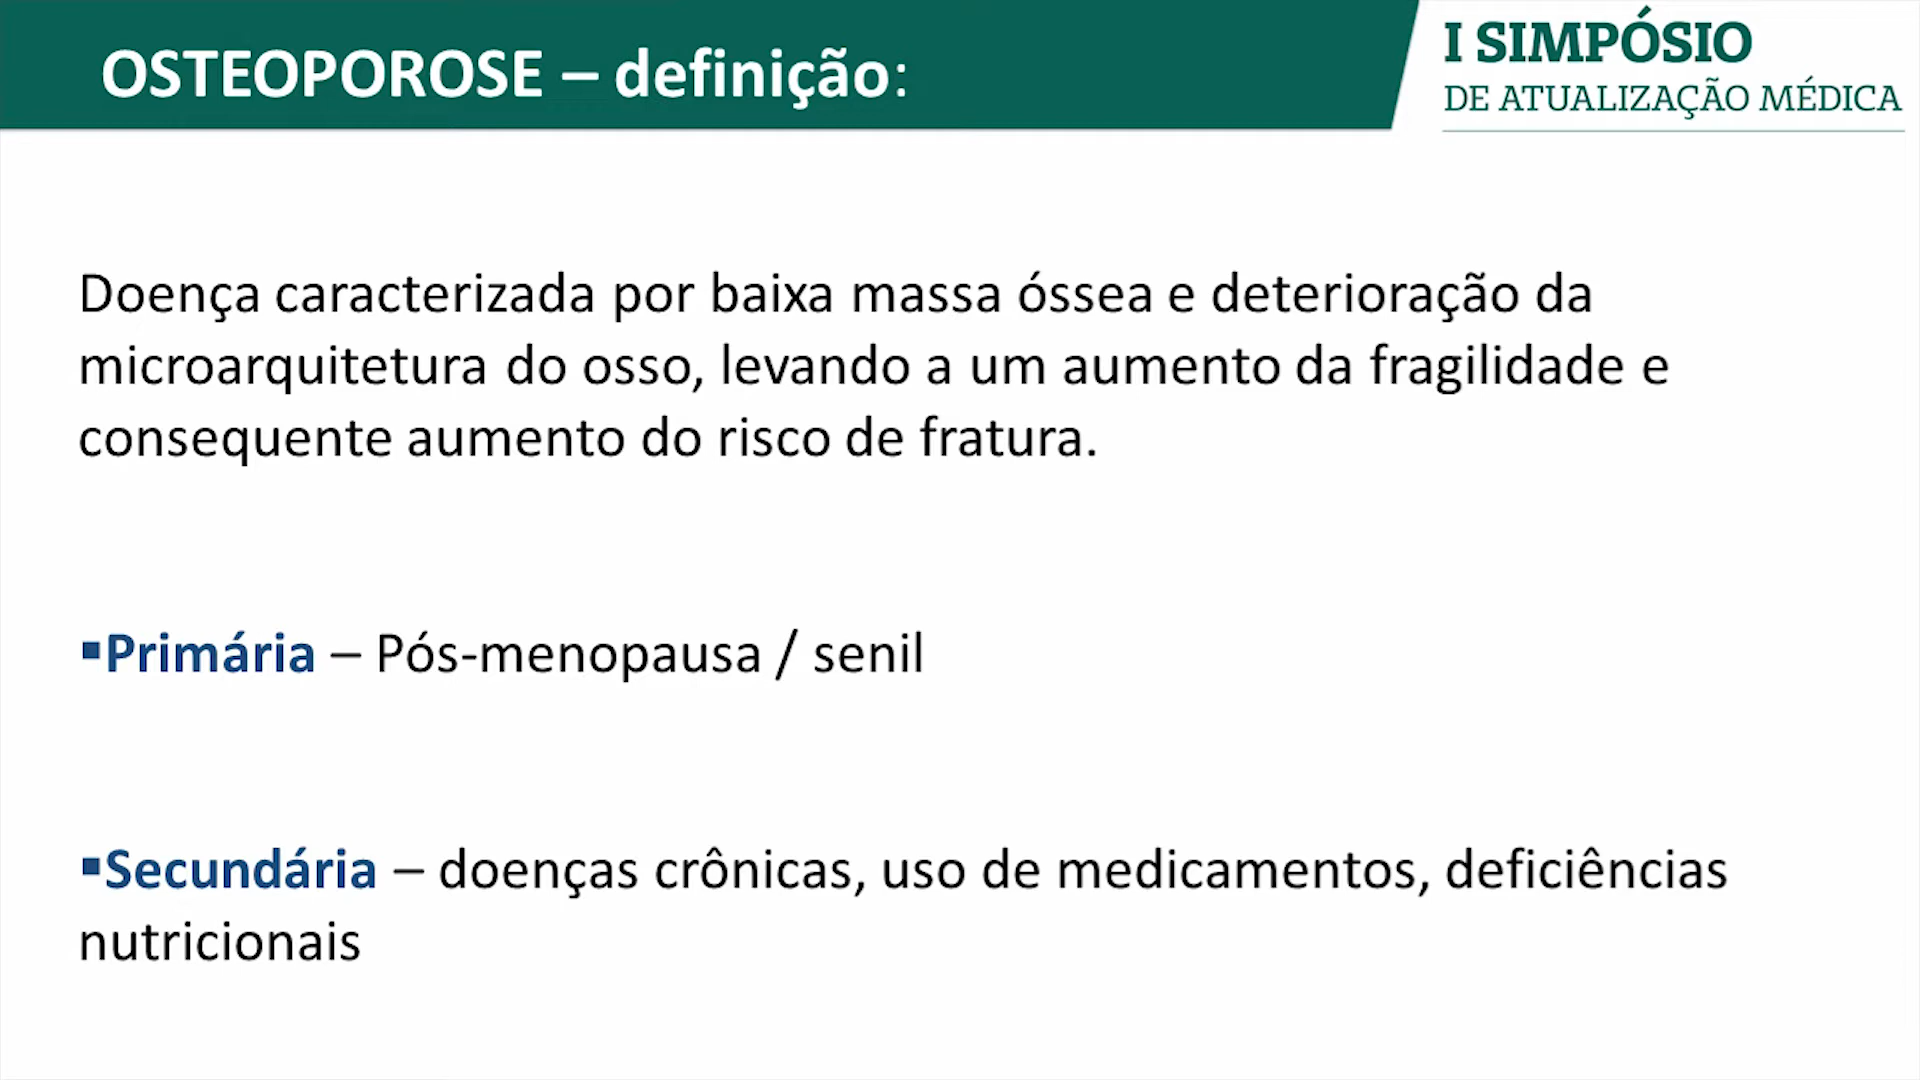 OSTEOPOROSE – definição:
I SIMPÓSIO
DE ATUALIZAÇÃO MÉDICA
Doença caracterizada por baixa massa óssea e deterioração da
microarquitetura do osso, levando a um aumento da fragilidade e
consequente aumento do risco de fratura.
▪Primária – Pós-menopausa / senil
▪Secundária – doenças crônicas, uso de medicamentos, deficiências
nutricionais